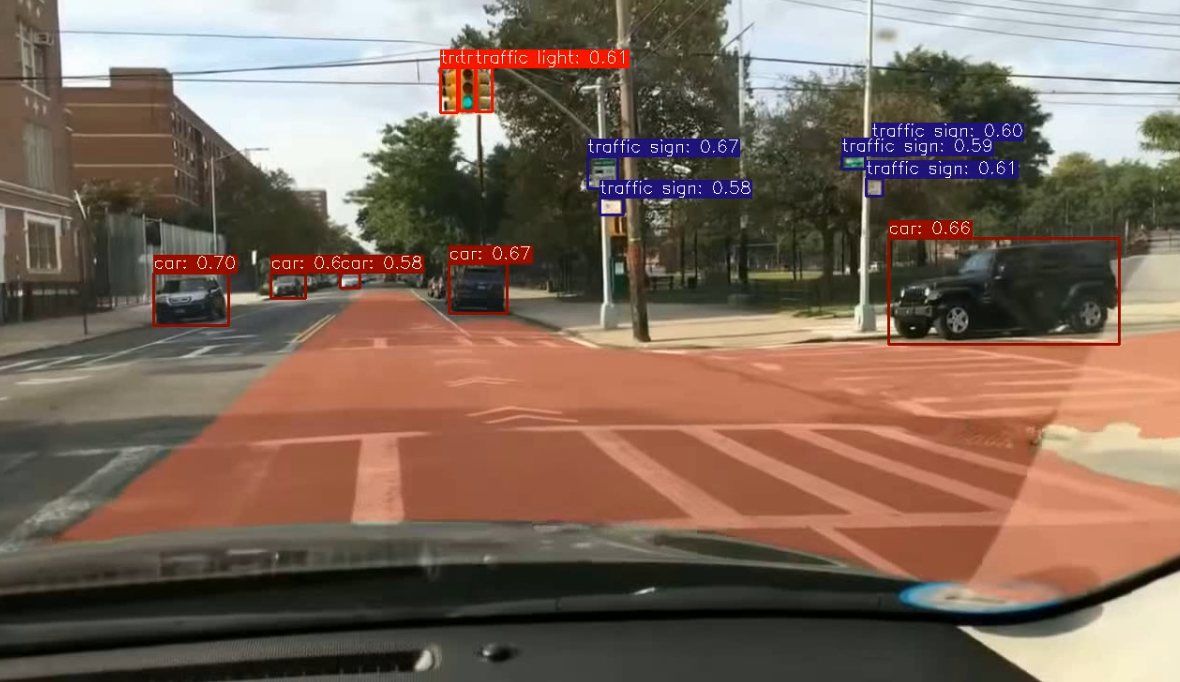 trtrtraffic light: 0.61
traffic sign: 0.60
traffic sign: 0.67
traffic sign: 0.59
traffic sign: 0.61
traffic sign: 0.58
car: 0.66
car: 0.67
car: 0.70
car: 0.6car: 0.58